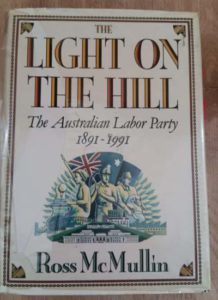 THE
LIGHT ON
THE HILL
The Australian Labor Party
1891-1991
Ross McMullin